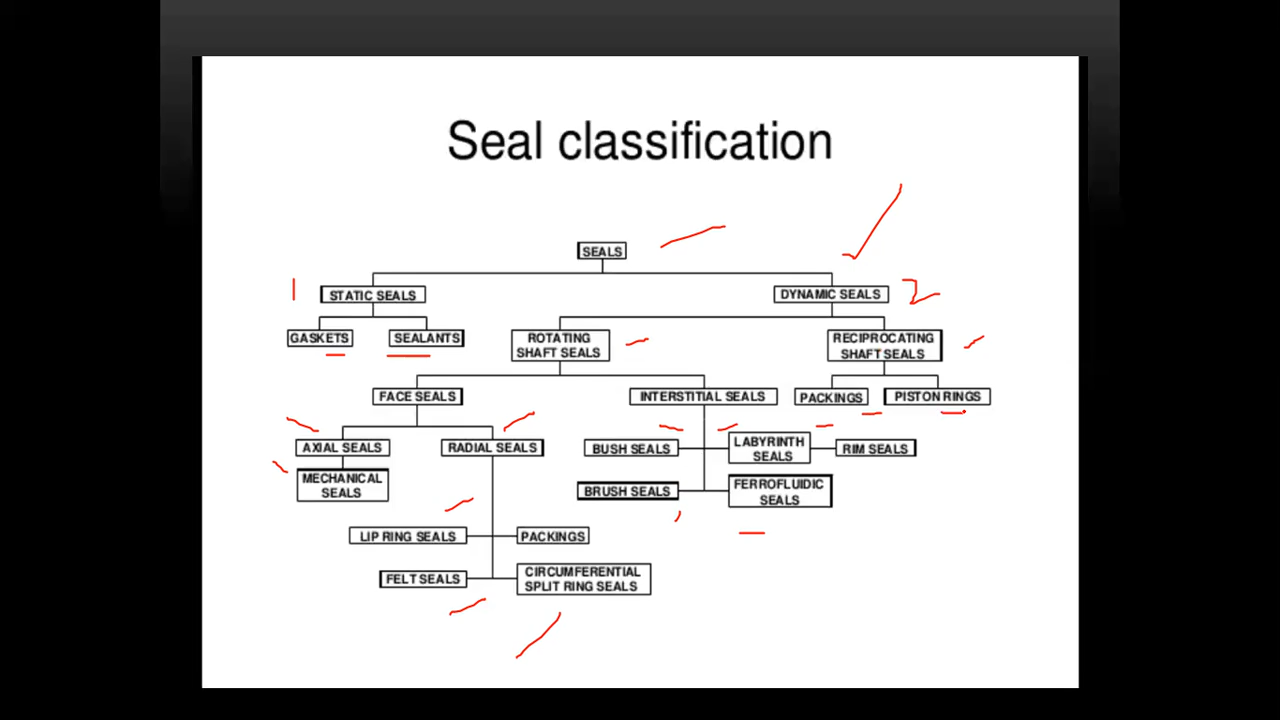 Seal classification
SEALS
1
STATIC SEALS
DYNAMIC SEALS
2
GASKETS
SEALANTS
ROTATING
SHAFT SEALS
RECIPROCATING
SHAFT SEALS
FACE SEALS
INTERSTITIAL SEALS
PACKINGS
PISTON RINGS
AXIAL SEALS
RADIAL SEALS
BUSH SEALS
LABYRINTH
SEALS
RIM SEALS
MECHANICAL
SEALS
BRUSH SEALS
FERROFLUIDIC
SEALS
LIP RING SEALS
PACKINGS
FELT SEALS
CIRCUMFERENTIAL
SPLIT RING SEALS